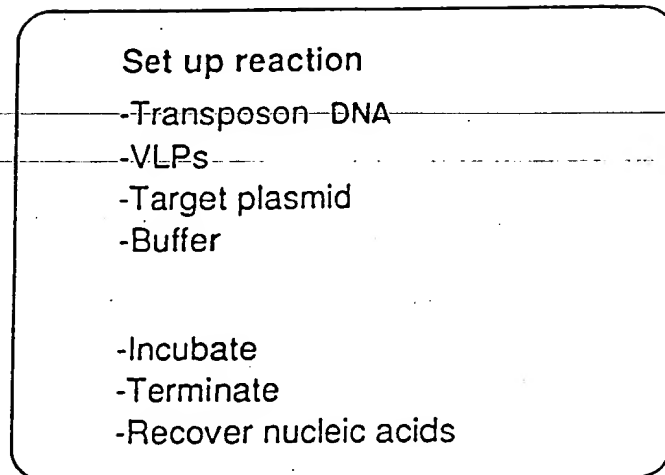 Set up reaction
-Transposon DNA
-VLPs
-Target plasmid
-Buffer
-Incubate
-Terminate
-Recover nucleic acids